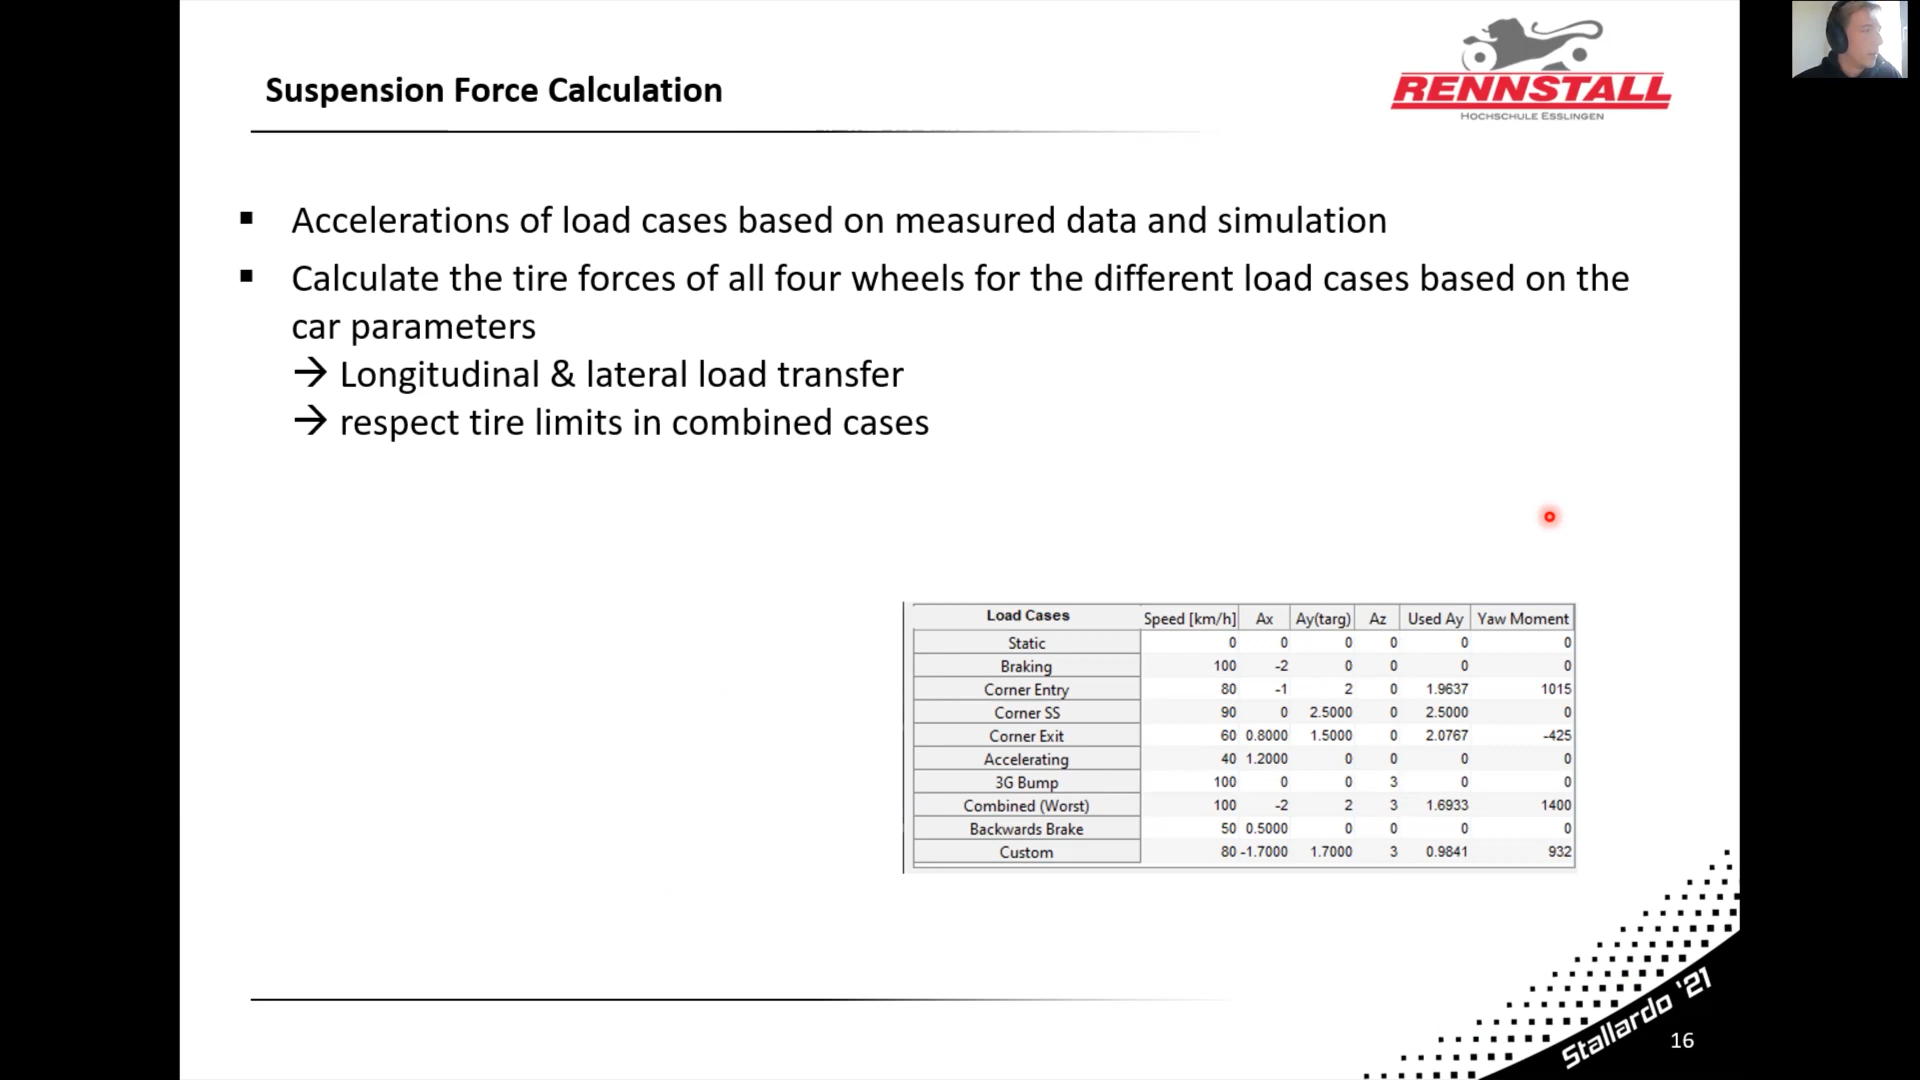 Suspension Force Calculation
RENNSTALL
HOCHSCHULE ESSLINGEN
▪ Accelerations of load cases based on measured data and simulation
▪ Calculate the tire forces of all four wheels for the different load cases based on the
car parameters
→ Longitudinal & lateral load transfer
→ respect tire limits in combined cases
Load Cases Speed [km/h] Ax Ay(targ) Az Used Ay Yaw Moment
Static 0 0 0 0 0 0
Braking 100 -2 0 0 0 0
Corner Entry 80 -1 2 0 1.9637 1015
Corner SS 90 0 2.5000 0 2.5000 0
Corner Exit 60 0.8000 1.5000 0 2.0767 -425
Accelerating 40 1.2000 0 0 0 0
3G Bump 100 0 0 3 0 0
Combined (Worst) 100 -2 2 3 1.6933 1400
Backwards Brake 50 0.5000 0 0 0 0
Custom 80 -1.7000 1.7000 3 0.9841 932
Stallardo '21
16